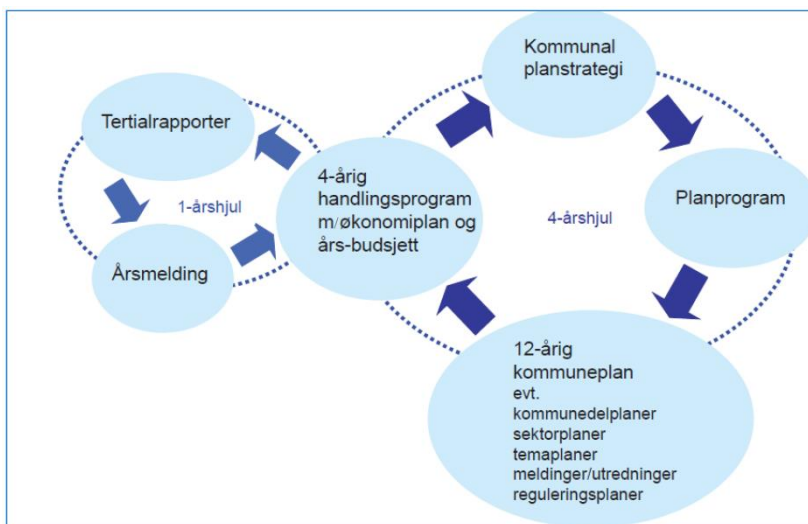 Kommunal
planstrategi
Tertialrapporter
4-årig
handlingsprogram
m/økonomiplan og
års-budsjett
1-årshjul
4-årshjul
Planprogram
Årsmelding
12-årig
kommuneplan
evt.
kommunedelplaner
sektorplaner
temaplaner
meldinger/utredninger
reguleringsplaner